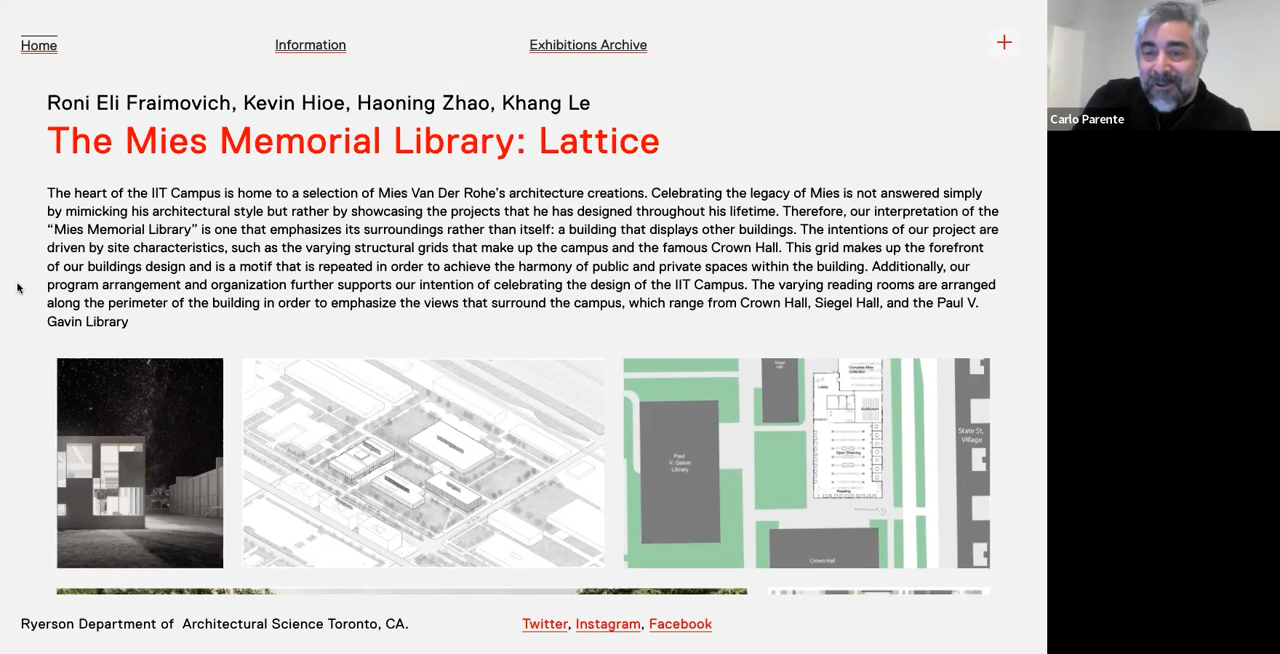 Home
Information
Exhibitions Archive
Roni Eli Fraimovich, Kevin Hioe, Haoning Zhao, Khang Le
The Mies Memorial Library: Lattice
The heart of the IIT Campus is home to a selection of Mies Van Der Rohe's architecture creations. Celebrating the legacy of Mies is not answered simply
by mimicking his architectural style but rather by showcasing the projects that he has designed throughout his lifetime. Therefore, our interpretation of the
“Mies Memorial Library” is one that emphasizes its surroundings rather than itself: a building that displays other buildings. The intentions of our project are
driven by site characteristics, such as the varying structural grids that make up the campus and the famous Crown Hall. This grid makes up the forefront
of our buildings design and is a motif that is repeated in order to achieve the harmony of public and private spaces within the building. Additionally, our
program arrangement and organization further supports our intention of celebrating the design of the IIT Campus. The varying reading rooms are arranged
along the perimeter of the building in order to emphasize the views that surround the campus, which range from Crown Hall, Siegel Hall, and the Paul V.
Gavin Library
Siegel
Hall
Complete Mies
Collection
Lobby
Auditorium
Paul
V. Galvin
Library
Open Shelving
Reading
State St.
Village
Crown Hall
Ryerson Department of Architectural Science Toronto, CA.
Twitter, Instagram, Facebook
Carlo Parente